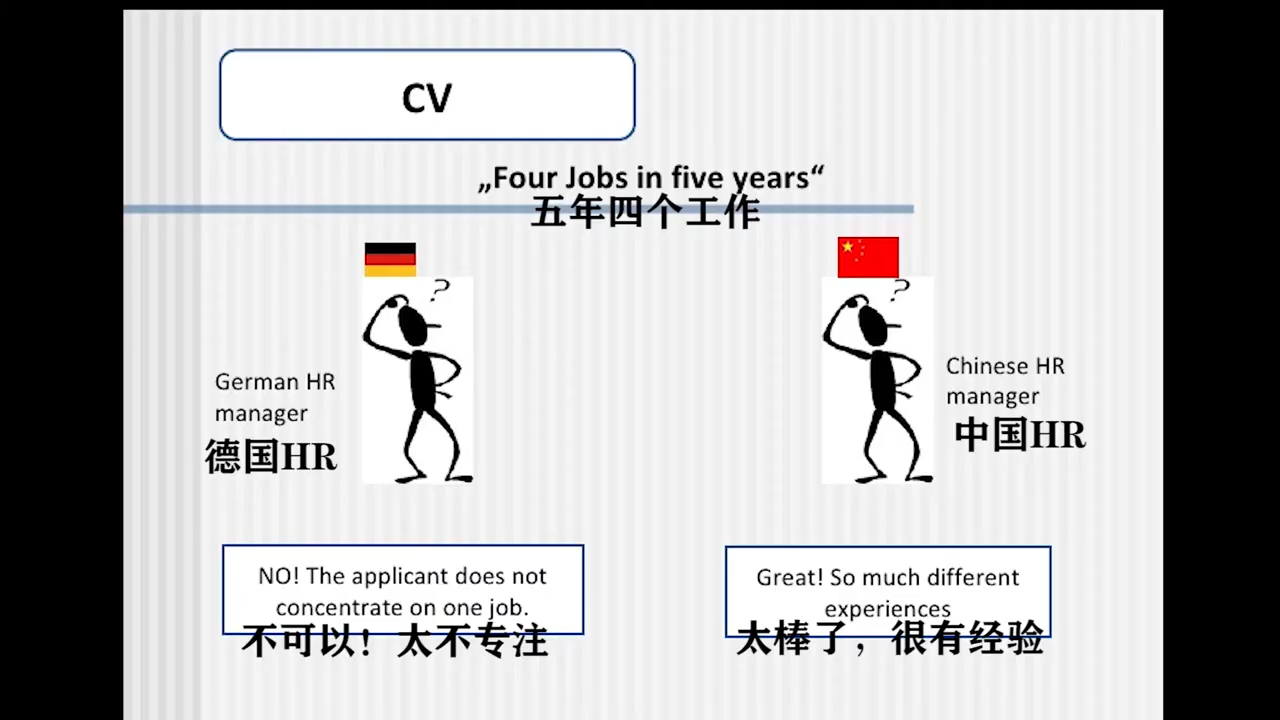 CV
„Four Jobs in five years“
五年四个工作
?
?
German HR
manager
德国HR
Chinese HR
manager
中国HR
NO! The applicant does not
concentrate on one job.
不可以！太不专注
Great! So much different
experiences
太棒了，很有经验